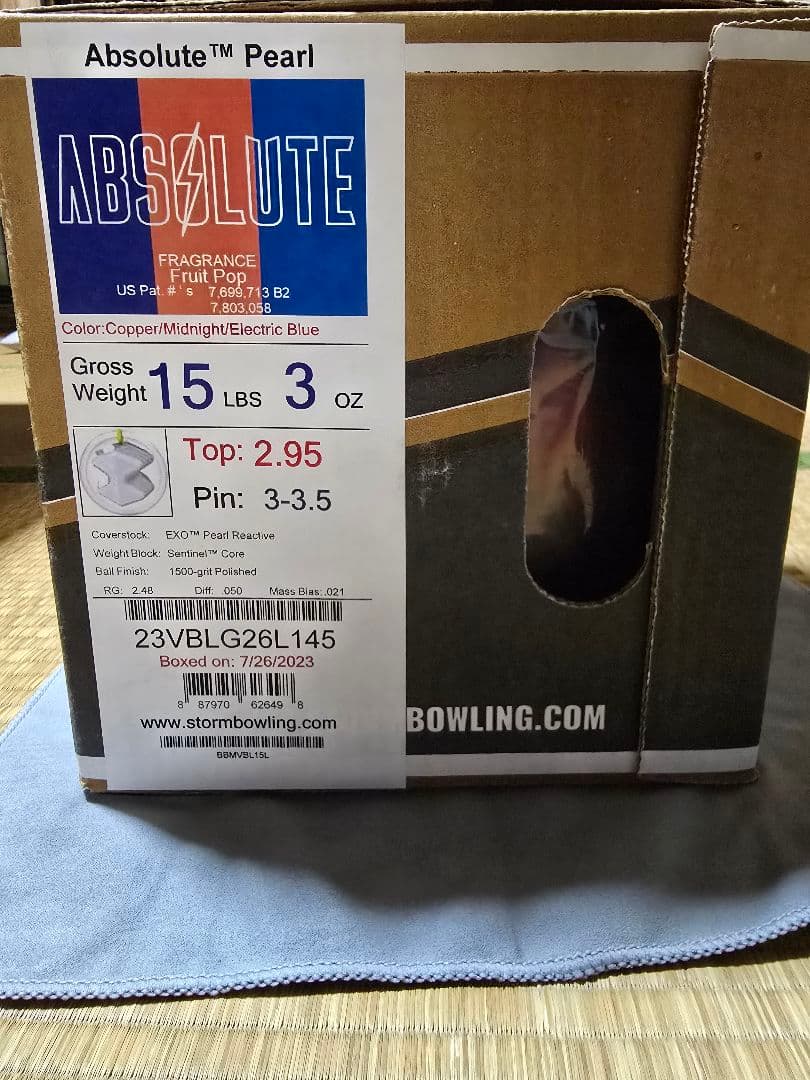 Absolute™ Pearl
ABSOLUTE
FRAGRANCE
Fruit Pop
US Pat. #'s 7,699,713 B2
7,803,058
Color:Copper/Midnight/Electric Blue
Gross Weight 15 LBS 3 OZ
Top: 2.95
Pin: 3-3.5
Coverstock: EXO™ Pearl Reactive
Weight Block: Sentinel™ Core
Ball Finish: 1500-grit Polished
RG: 2.48 Diff: .050 Mass Bias: .021
23VBLG26L145
Boxed on: 7/26/2023
8 87970 62649 8
www.stormbowling.com
BBMVBL15L
BOWLING.COM